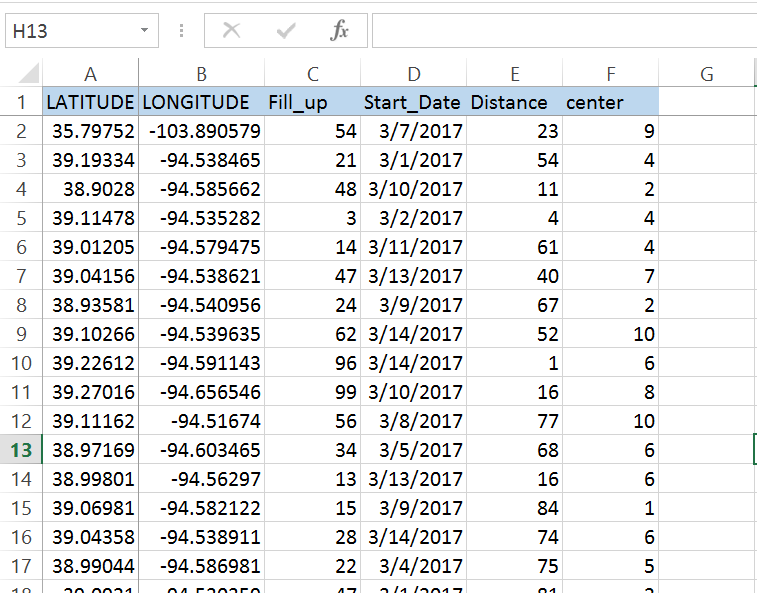 H13 fx
A B C D E F G
1 LATITUDE LONGITUDE Fill_up Start_Date Distance center
2 35.79752 -103.890579 54 3/7/2017 23 9
3 39.19334 -94.538465 21 3/1/2017 54 4
4 38.9028 -94.585662 48 3/10/2017 11 2
5 39.11478 -94.535282 3 3/2/2017 4 4
6 39.01205 -94.579475 14 3/11/2017 61 4
7 39.04156 -94.538621 47 3/13/2017 40 7
8 38.93581 -94.540956 24 3/9/2017 67 2
9 39.10266 -94.539635 62 3/14/2017 52 10
10 39.22612 -94.591143 96 3/14/2017 1 6
11 39.27016 -94.656546 99 3/10/2017 16 8
12 39.11162 -94.51674 56 3/8/2017 77 10
13 38.97169 -94.603465 34 3/5/2017 68 6
14 38.99801 -94.56297 13 3/13/2017 16 6
15 39.06981 -94.582122 15 3/9/2017 84 1
16 39.04358 -94.538911 28 3/14/2017 74 6
17 38.99044 -94.586981 22 3/4/2017 75 5